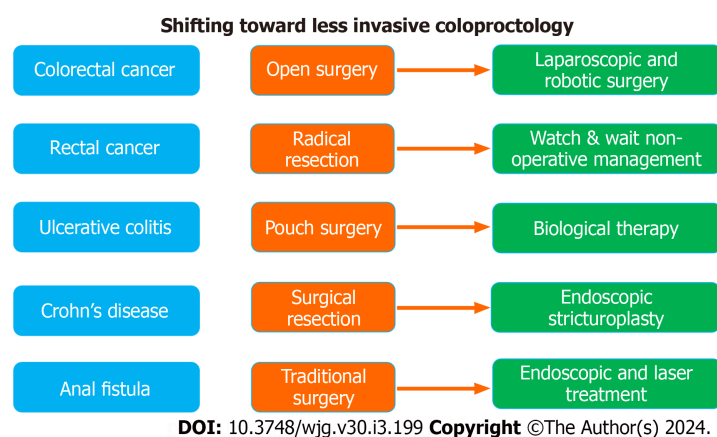 Shifting toward less invasive coloproctology
Colorectal cancer
Open surgery
Laparoscopic and
robotic surgery
Rectal cancer
Radical
resection
Watch & wait non-
operative management
Ulcerative colitis
Pouch surgery
Biological therapy
Crohn’s disease
Surgical
resection
Endoscopic
stricturoplasty
Anal fistula
Traditional
surgery
Endoscopic and laser
treatment
DOI: 10.3748/wjg.v30.i3.199 Copyright ©The Author(s) 2024.